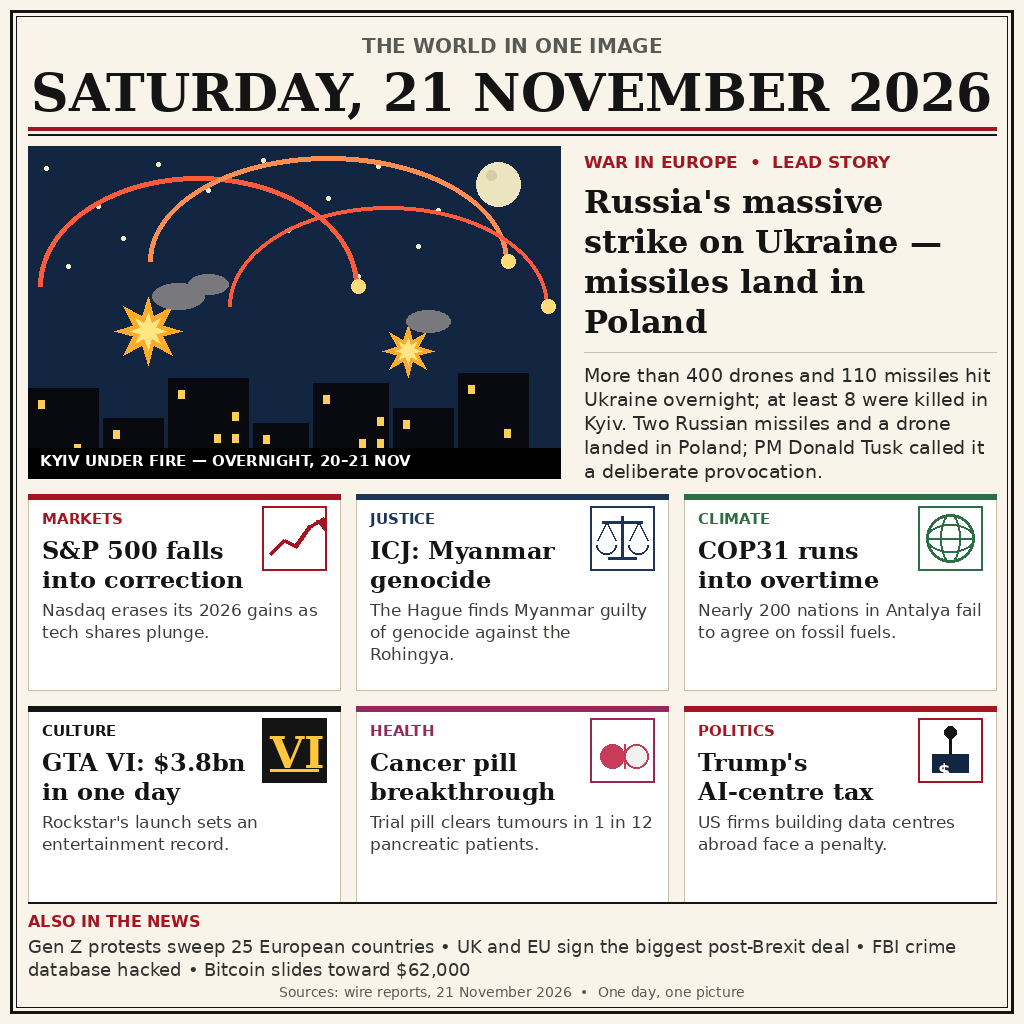 THE WORLD IN ONE IMAGE
SATURDAY, 21 NOVEMBER 2026
KYIV UNDER FIRE — OVERNIGHT, 20–21 NOV
WAR IN EUROPE • LEAD STORY
Russia's massive
strike on Ukraine —
missiles land in
Poland
More than 400 drones and 110 missiles hit
Ukraine overnight; at least 8 were killed in
Kyiv. Two Russian missiles and a drone
landed in Poland; PM Donald Tusk called it
a deliberate provocation.
MARKETS
S&P 500 falls
into correction
Nasdaq erases its 2026 gains as
tech shares plunge.
JUSTICE
ICJ: Myanmar
genocide
The Hague finds Myanmar guilty
of genocide against the
Rohingya.
CLIMATE
COP31 runs
into overtime
Nearly 200 nations in Antalya fail
to agree on fossil fuels.
CULTURE
VI
GTA VI: $3.8bn
in one day
Rockstar's launch sets an
entertainment record.
HEALTH
Cancer pill
breakthrough
Trial pill clears tumours in 1 in 12
pancreatic patients.
POLITICS
$
Trump's
AI-centre tax
US firms building data centres
abroad face a penalty.
ALSO IN THE NEWS
Gen Z protests sweep 25 European countries • UK and EU sign the biggest post-Brexit deal • FBI crime
database hacked • Bitcoin slides toward $62,000
Sources: wire reports, 21 November 2026 • One day, one picture